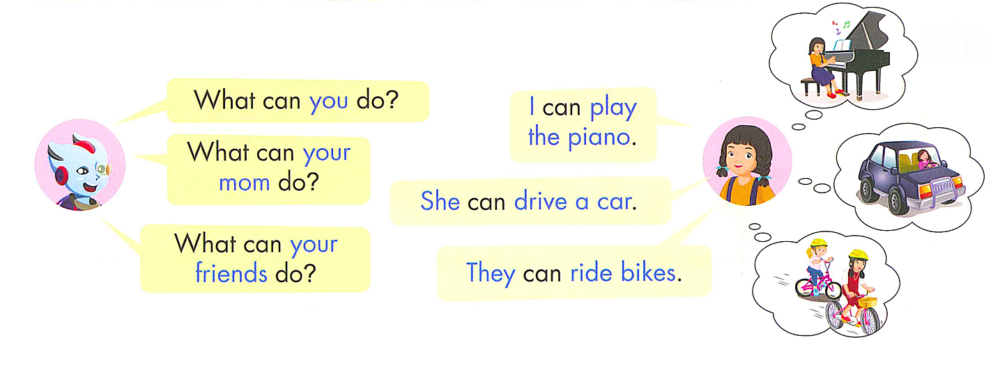 What can you do?
What can your
mom do?
What can your
friends do?
I can play
the piano.
She can drive a car.
They can ride bikes.